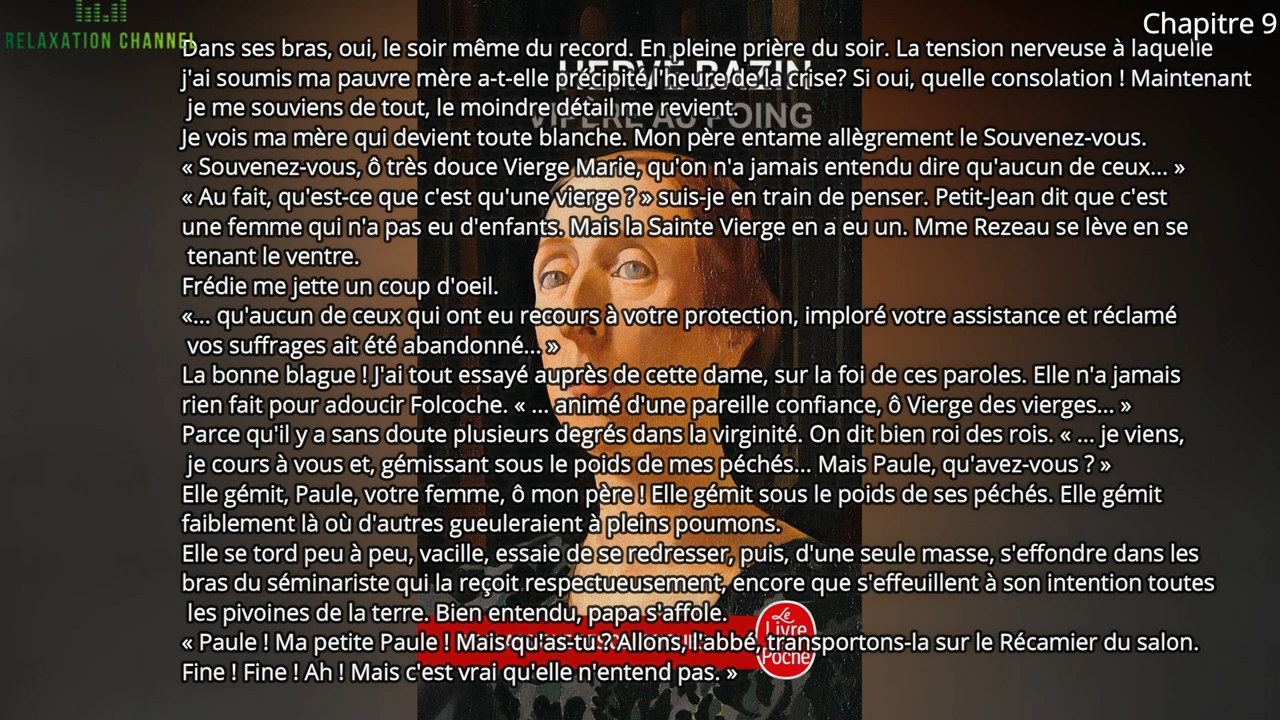 Chapitre 9
RELAXATION CHANNEL
Dans ses bras, oui, le soir même du record. En pleine prière du soir. La tension nerveuse à laquelle
j'ai soumis ma pauvre mère a-t-elle précipité l'heure de la crise? Si oui, quelle consolation ! Maintenant
je me souviens de tout, le moindre détail me revient.
Je vois ma mère qui devient toute blanche. Mon père entame allègrement le Souvenez-vous.
« Souvenez-vous, ô très douce Vierge Marie, qu'on n'a jamais entendu dire qu'aucun de ceux... »
« Au fait, qu'est-ce que c'est qu'une vierge ? » suis-je en train de penser. Petit-Jean dit que c'est
une femme qui n'a pas eu d'enfants. Mais la Sainte Vierge en a eu un. Mme Rezeau se lève en se
tenant le ventre.
Frédie me jette un coup d'oeil.
«... qu'aucun de ceux qui ont eu recours à votre protection, imploré votre assistance et réclamé
vos suffrages ait été abandonné... »
La bonne blague ! J'ai tout essayé auprès de cette dame, sur la foi de ces paroles. Elle n'a jamais
rien fait pour adoucir Folcoche. « ... animé d'une pareille confiance, ô Vierge des vierges... »
Parce qu'il y a sans doute plusieurs degrés dans la virginité. On dit bien roi des rois. « ... je viens,
je cours à vous et, gémissant sous le poids de mes péchés... Mais Paule, qu'avez-vous ? »
Elle gémit, Paule, votre femme, ô mon père ! Elle gémit sous le poids de ses péchés. Elle gémit
faiblement là où d'autres gueuleraient à pleins poumons.
Elle se tord peu à peu, vacille, essaie de se redresser, puis, d'une seule masse, s'effondre dans les
bras du séminariste qui la reçoit respectueusement, encore que s'effeuillent à son intention toutes
les pivoines de la terre. Bien entendu, papa s'affole.
« Paule ! Ma petite Paule ! Mais qu'as-tu ? Allons, l'abbé, transportons-la sur le Récamier du salon.
Fine ! Fine ! Ah ! Mais c'est vrai qu'elle n'entend pas. »
HERVÉ BAZIN
VIPÈRE AU POING
Le
Livre
Poche